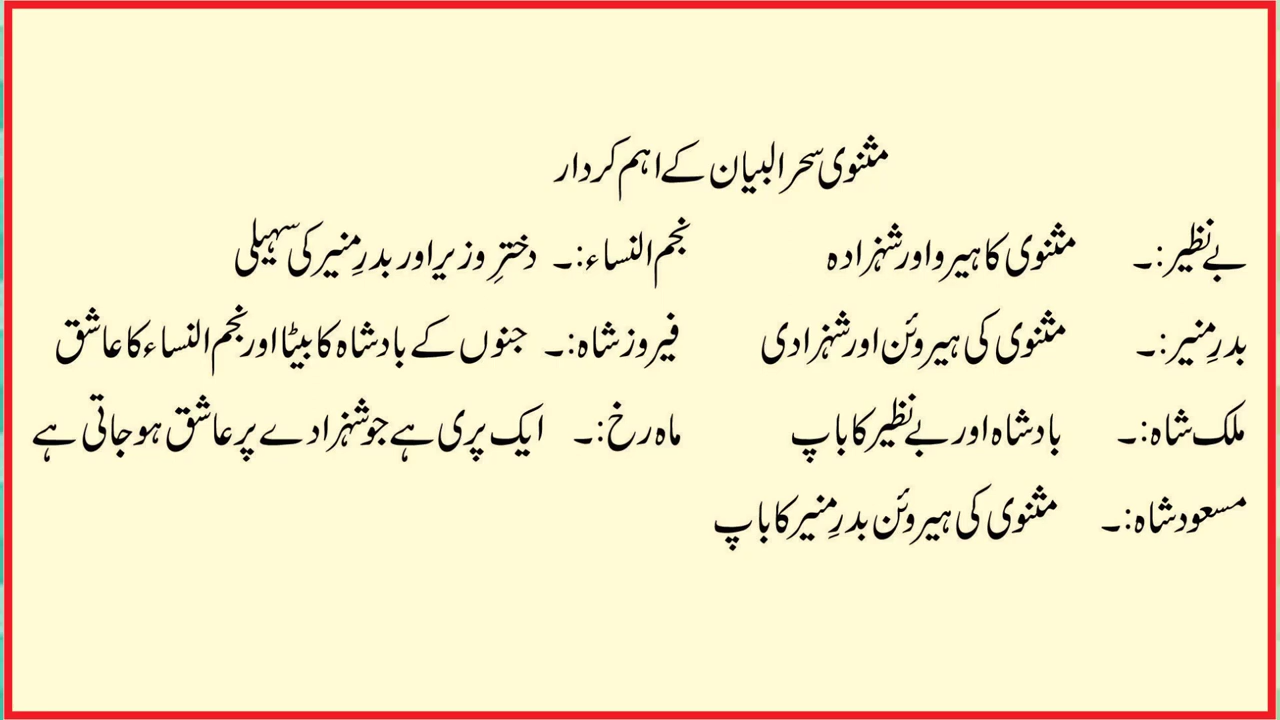 مثنوی سحر البیان کے اہم کردار
بے نظیر:۔ مثنوی کا ہیرو اور شہزادہ نجم النساء:۔ دخترِ وزیر اور بدرِ منیر کی سہیلی
بدرِ منیر:۔ مثنوی کی ہیروئن اور شہزادی فیروز شاہ:۔ جنوں کے بادشاہ کا بیٹا اور نجم النساء کا عاشق
ملک شاہ:۔ بادشاہ اور بے نظیر کا باپ ماہ رخ:۔ ایک پری ہے جو شہزادے پر عاشق ہو جاتی ہے
مسعود شاہ:۔ مثنوی کی ہیروئن بدرِ منیر کا باپ